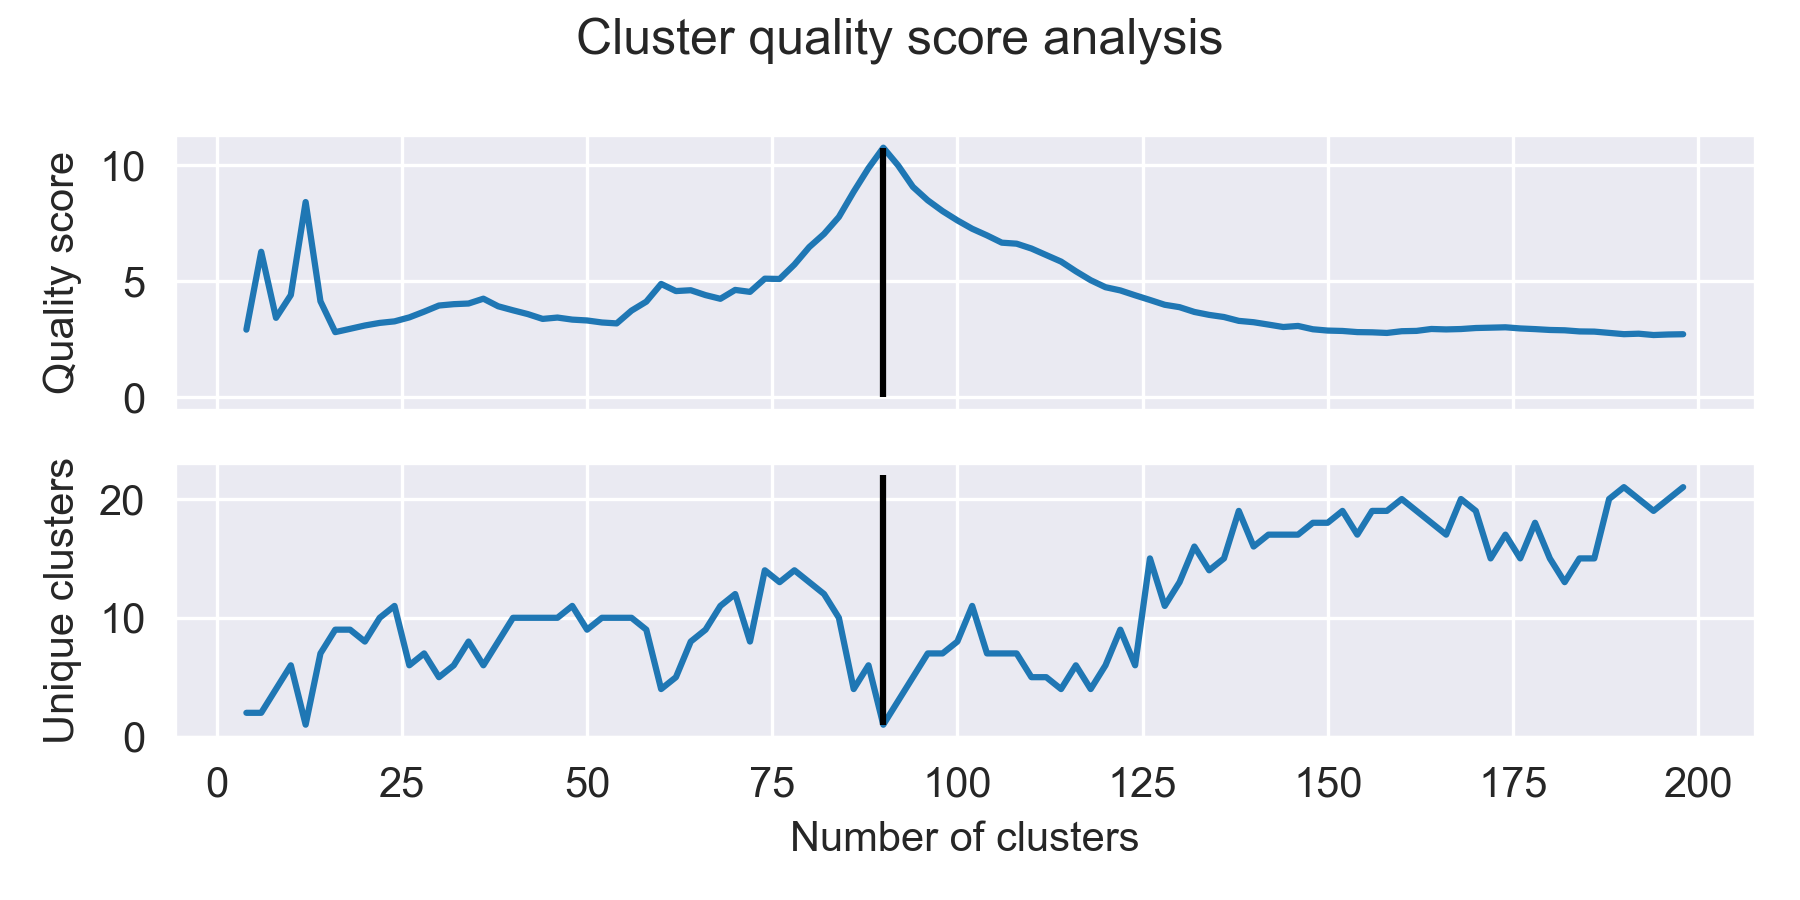 Cluster quality score analysis
Quality score
10
5
0
Unique clusters
20
10
0
0 25 50 75 100 125 150 175 200
Number of clusters